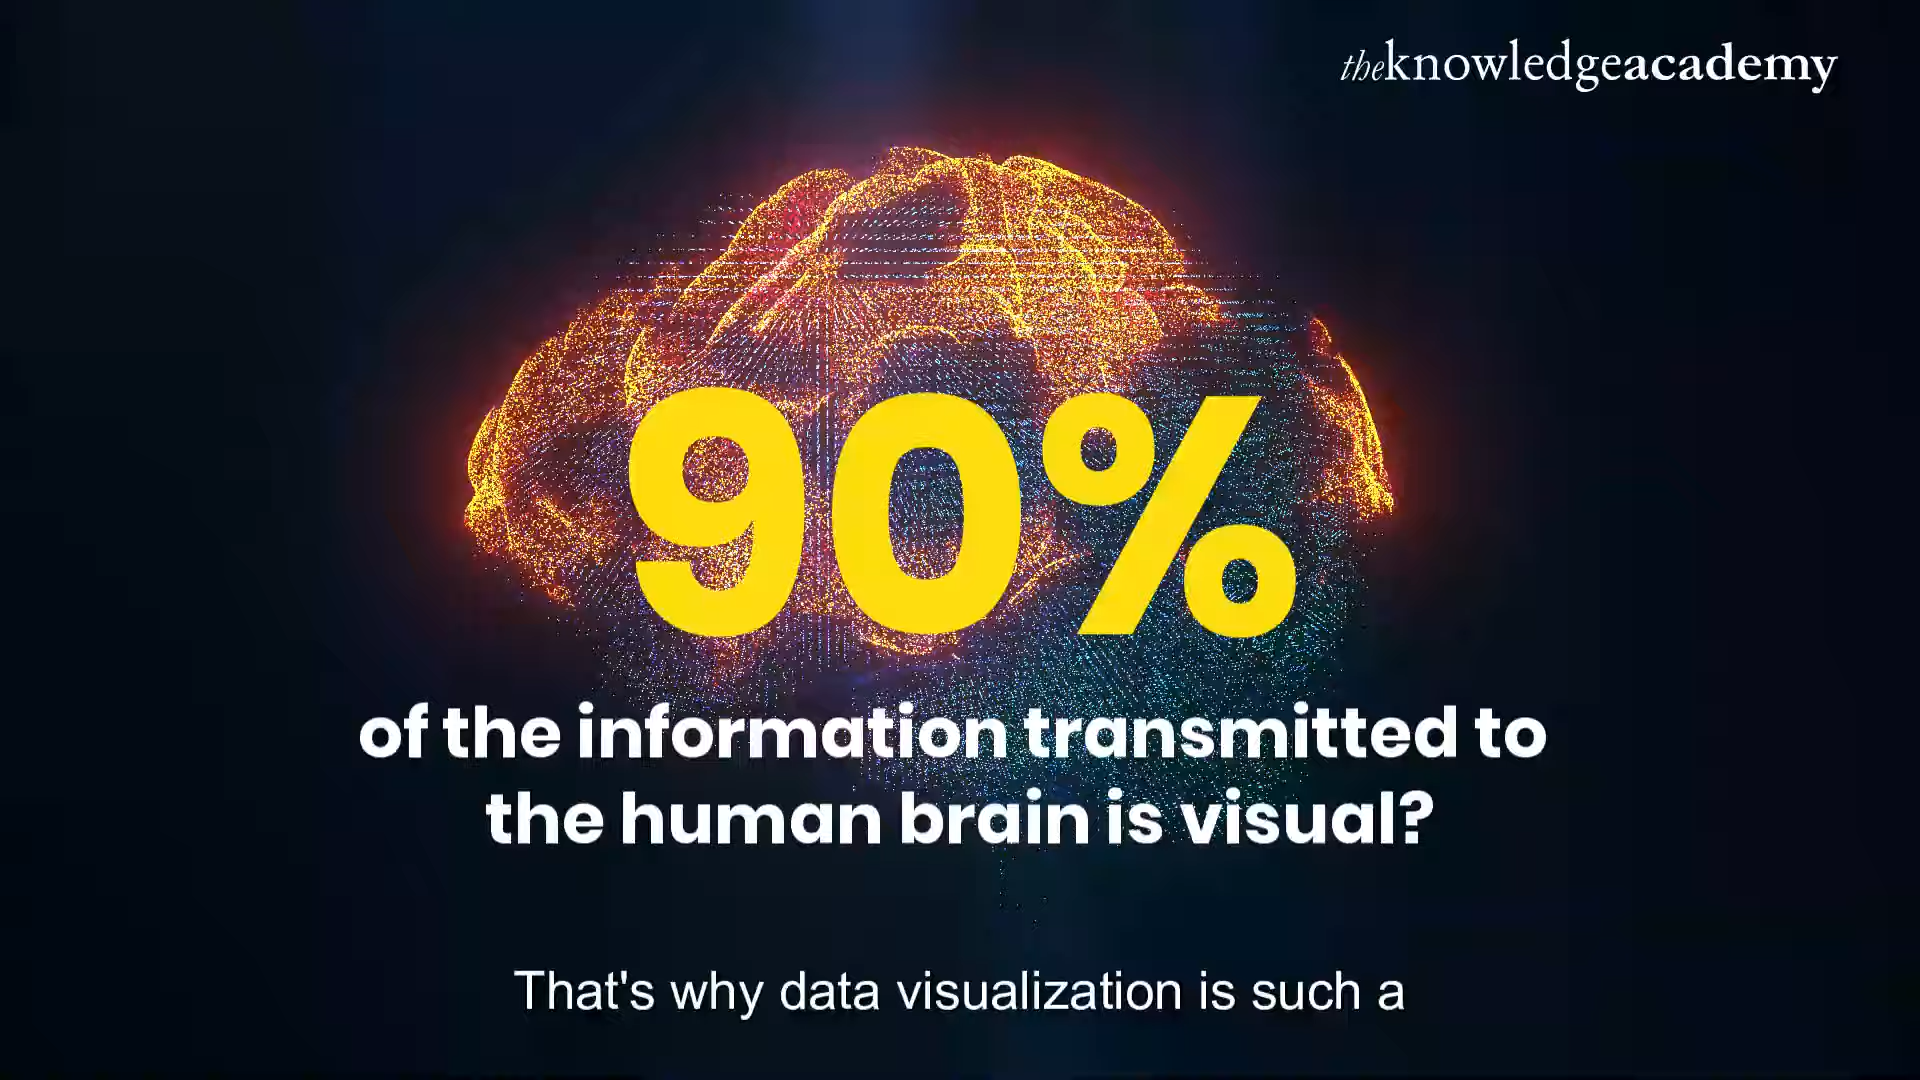 theknowledgeacademy
90%
of the information transmitted to
the human brain is visual?
That's why data visualization is such a